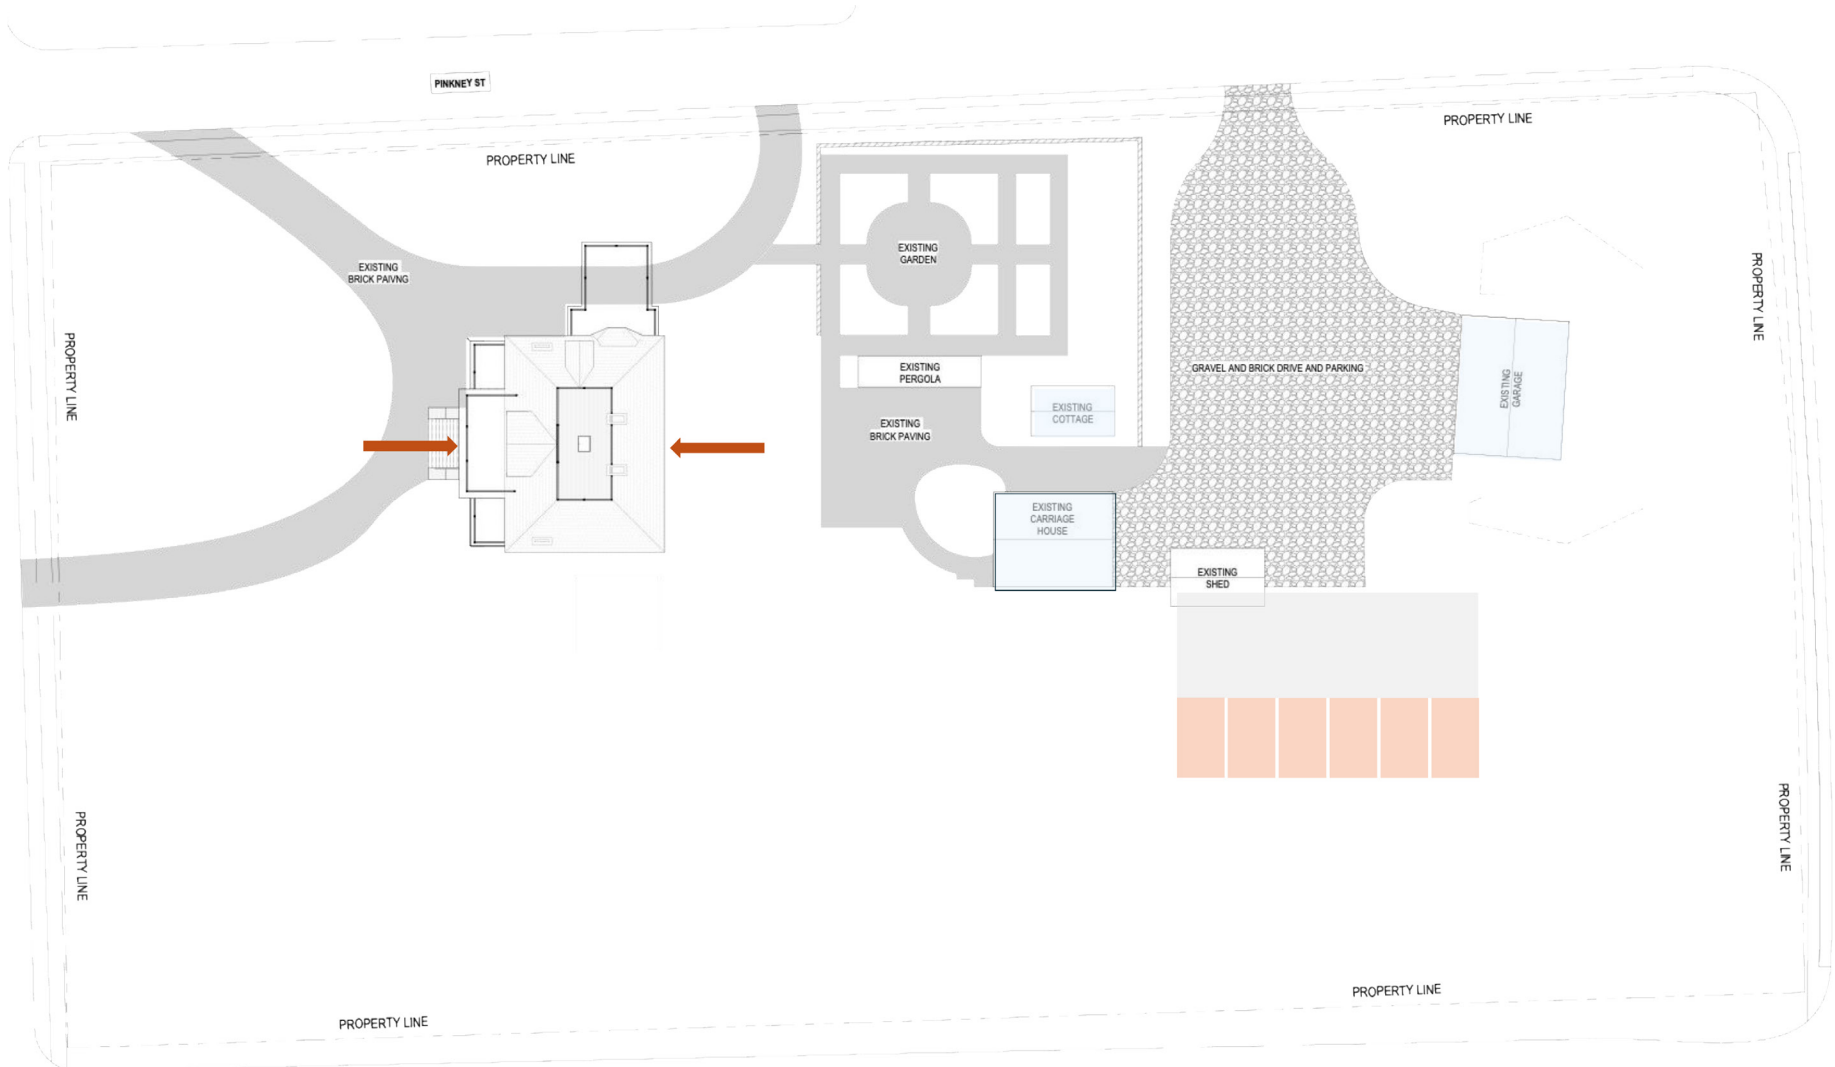 PINKNEY ST
PROPERTY LINE
PROPERTY LINE
EXISTING
BRICK PAIVNG
EXISTING
GARDEN
PROPERTY LINE
PROPERTY LINE
EXISTING
PERGOLA
GRAVEL AND BRICK DRIVE AND PARKING
EXISTING
GARAGE
EXISTING
COTTAGE
EXISTING
BRICK PAVING
EXISTING
CARRIAGE
HOUSE
EXISTING
SHED
PROPERTY LINE
PROPERTY LINE
PROPERTY LINE
PROPERTY LINE